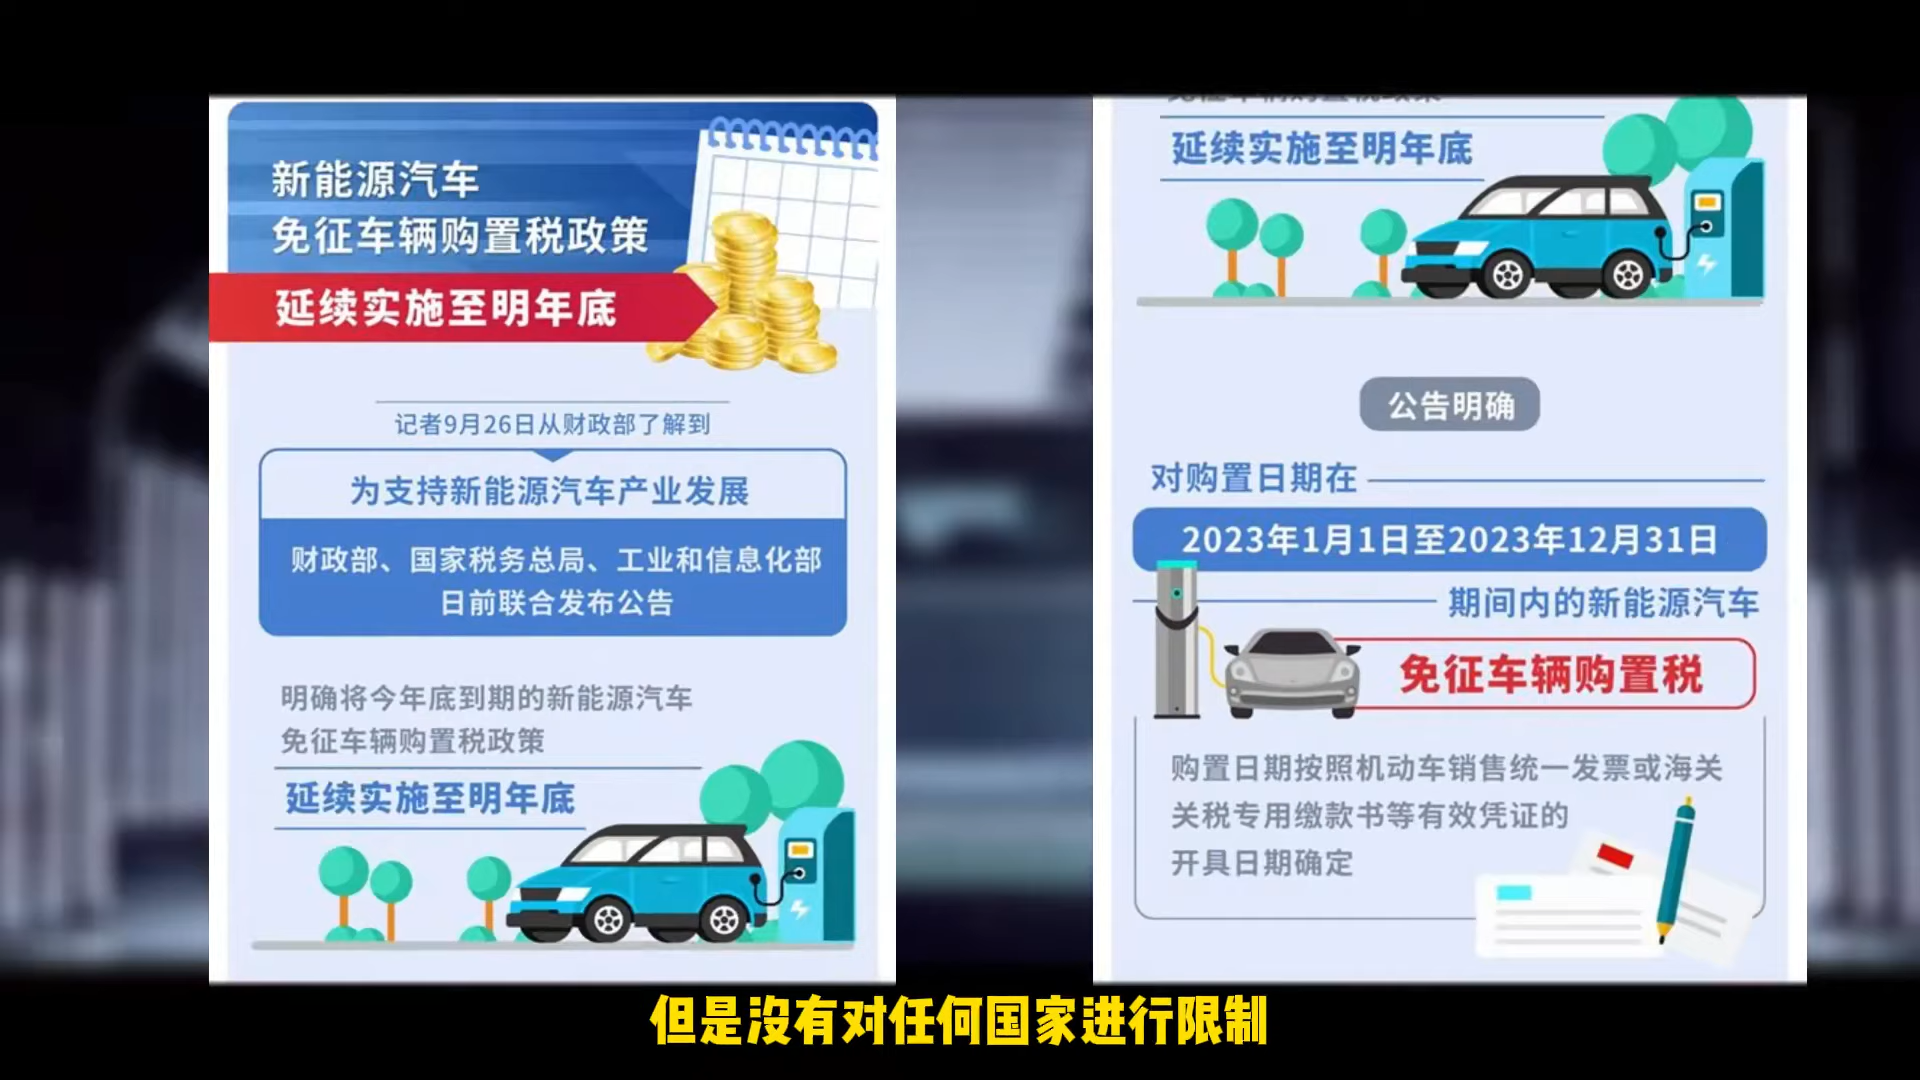 新能源汽车
免征车辆购置税政策
延续实施至明年底
记者9月26日从财政部了解到
为支持新能源汽车产业发展
财政部、国家税务总局、工业和信息化部
日前联合发布公告
明确将今年底到期的新能源汽车
免征车辆购置税政策
延续实施至明年底
延续实施至明年底
公告明确
对购置日期在
2023年1月1日至2023年12月31日
期间内的新能源汽车
免征车辆购置税
购置日期按照机动车销售统一发票或海关
关税专用缴款书等有效凭证的
开具日期确定
但是没有对任何国家进行限制